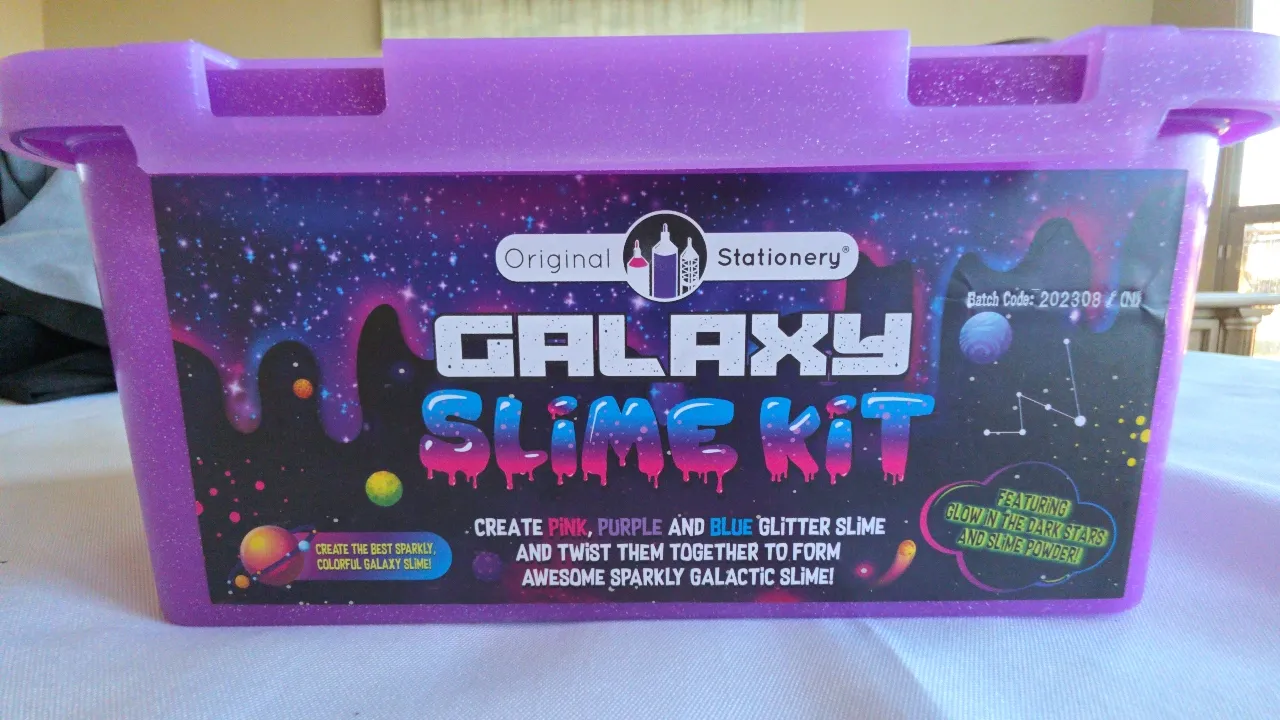 Original Stationery®
Batch Code: 202308 / (N)
GALAXY
SLiME KiT
CREATE PiNK, PURPLE AND BLUE GLiTTER SLiME
AND TWiST THEM TOGETHER TO FORM
AWESOME SPARKLY GALACTiC SLiME!
CREATE THE BEST SPARKLY,
COLORFUL GALAXY SLIME!
FEATURING
GLOW IN THE DARK STARS
AND SLIME POWDER!